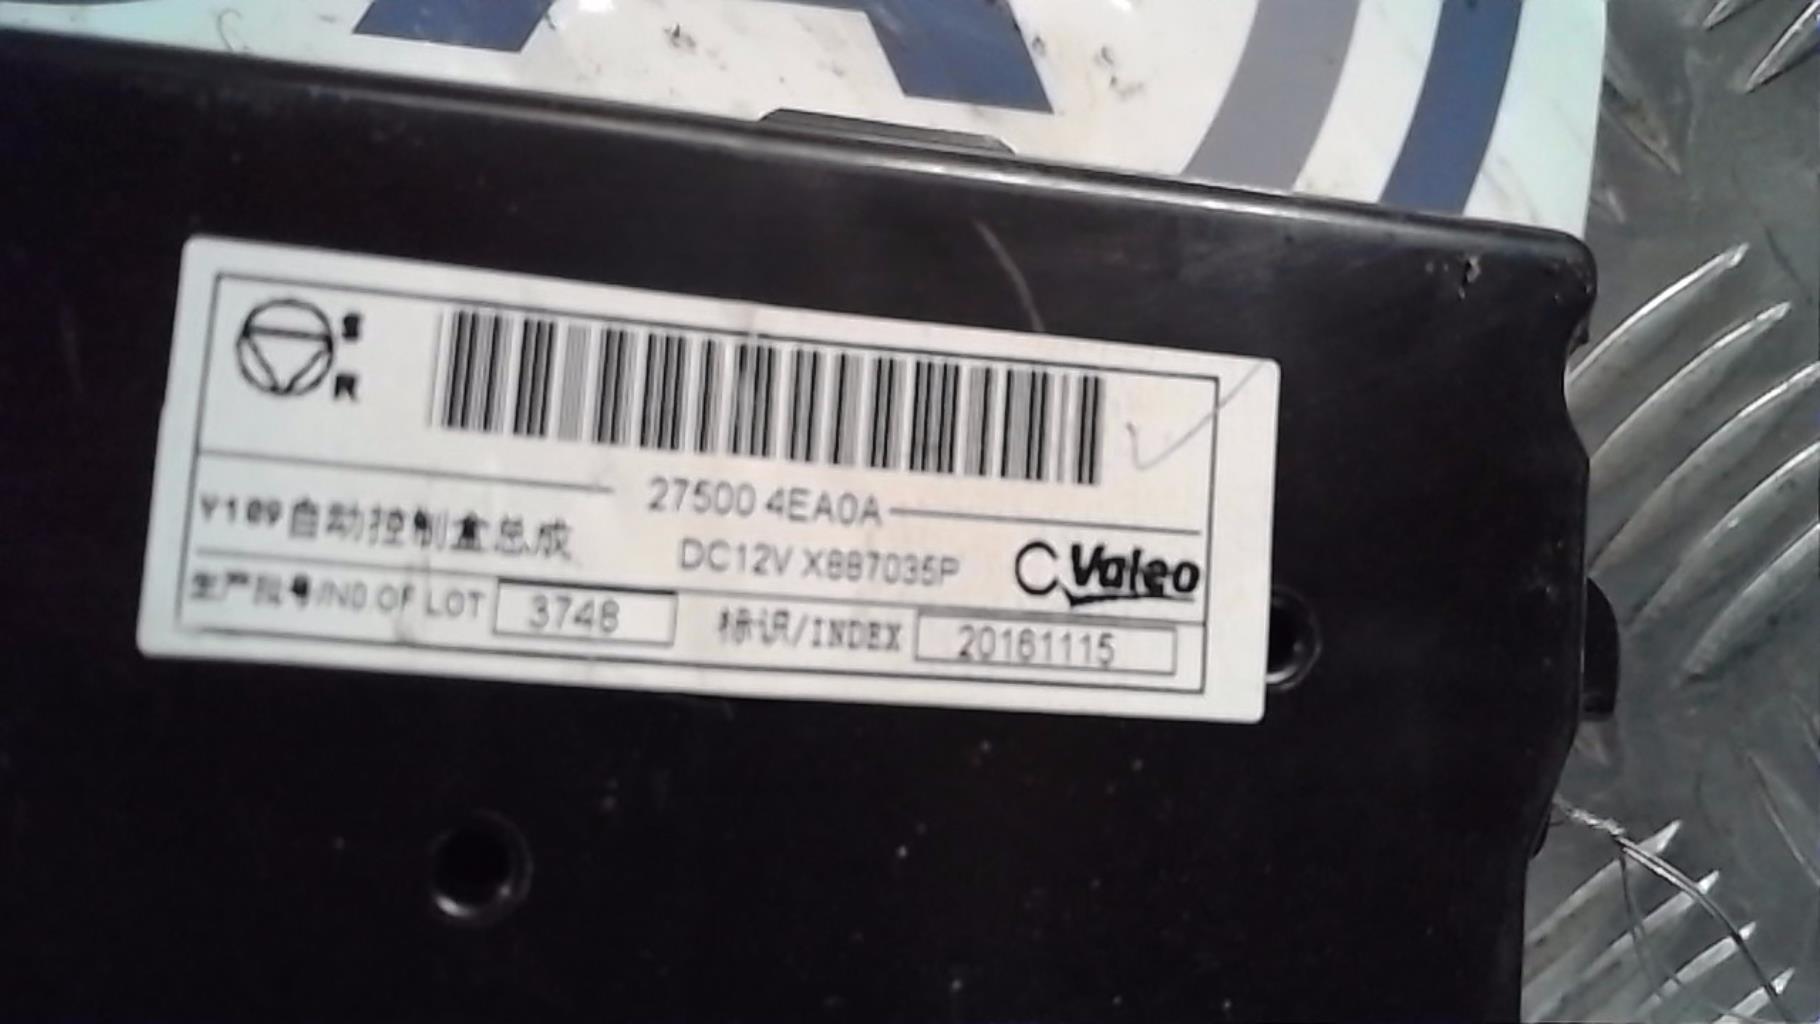 S
R
27500 4EA0A
V109自动控制盒总成
DC12V X887035P
Valeo
生产批号/NO OF LOT 3748 标识/INDEX 20161115